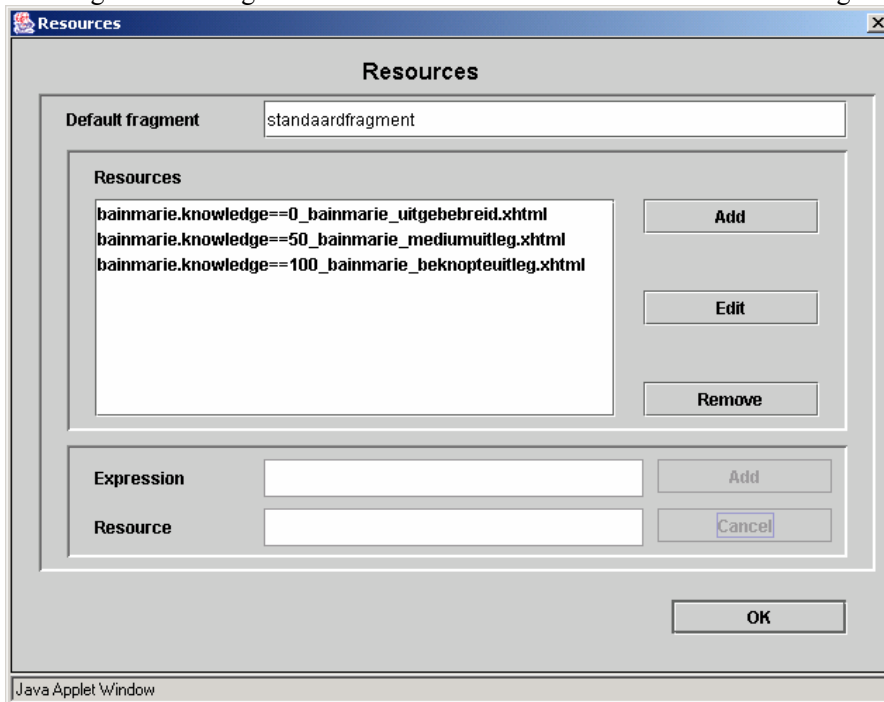 Resources
Resources
Default fragment standaardfragment
Resources
bainmarie.knowledge==0_bainmarie_uitgebebreid.xhtml
bainmarie.knowledge==50_bainmarie_mediumuitleg.xhtml
bainmarie.knowledge==100_bainmarie_beknopteuitleg.xhtml
Add
Edit
Remove
Expression Add
Resource Cancel
OK
Java Applet Window